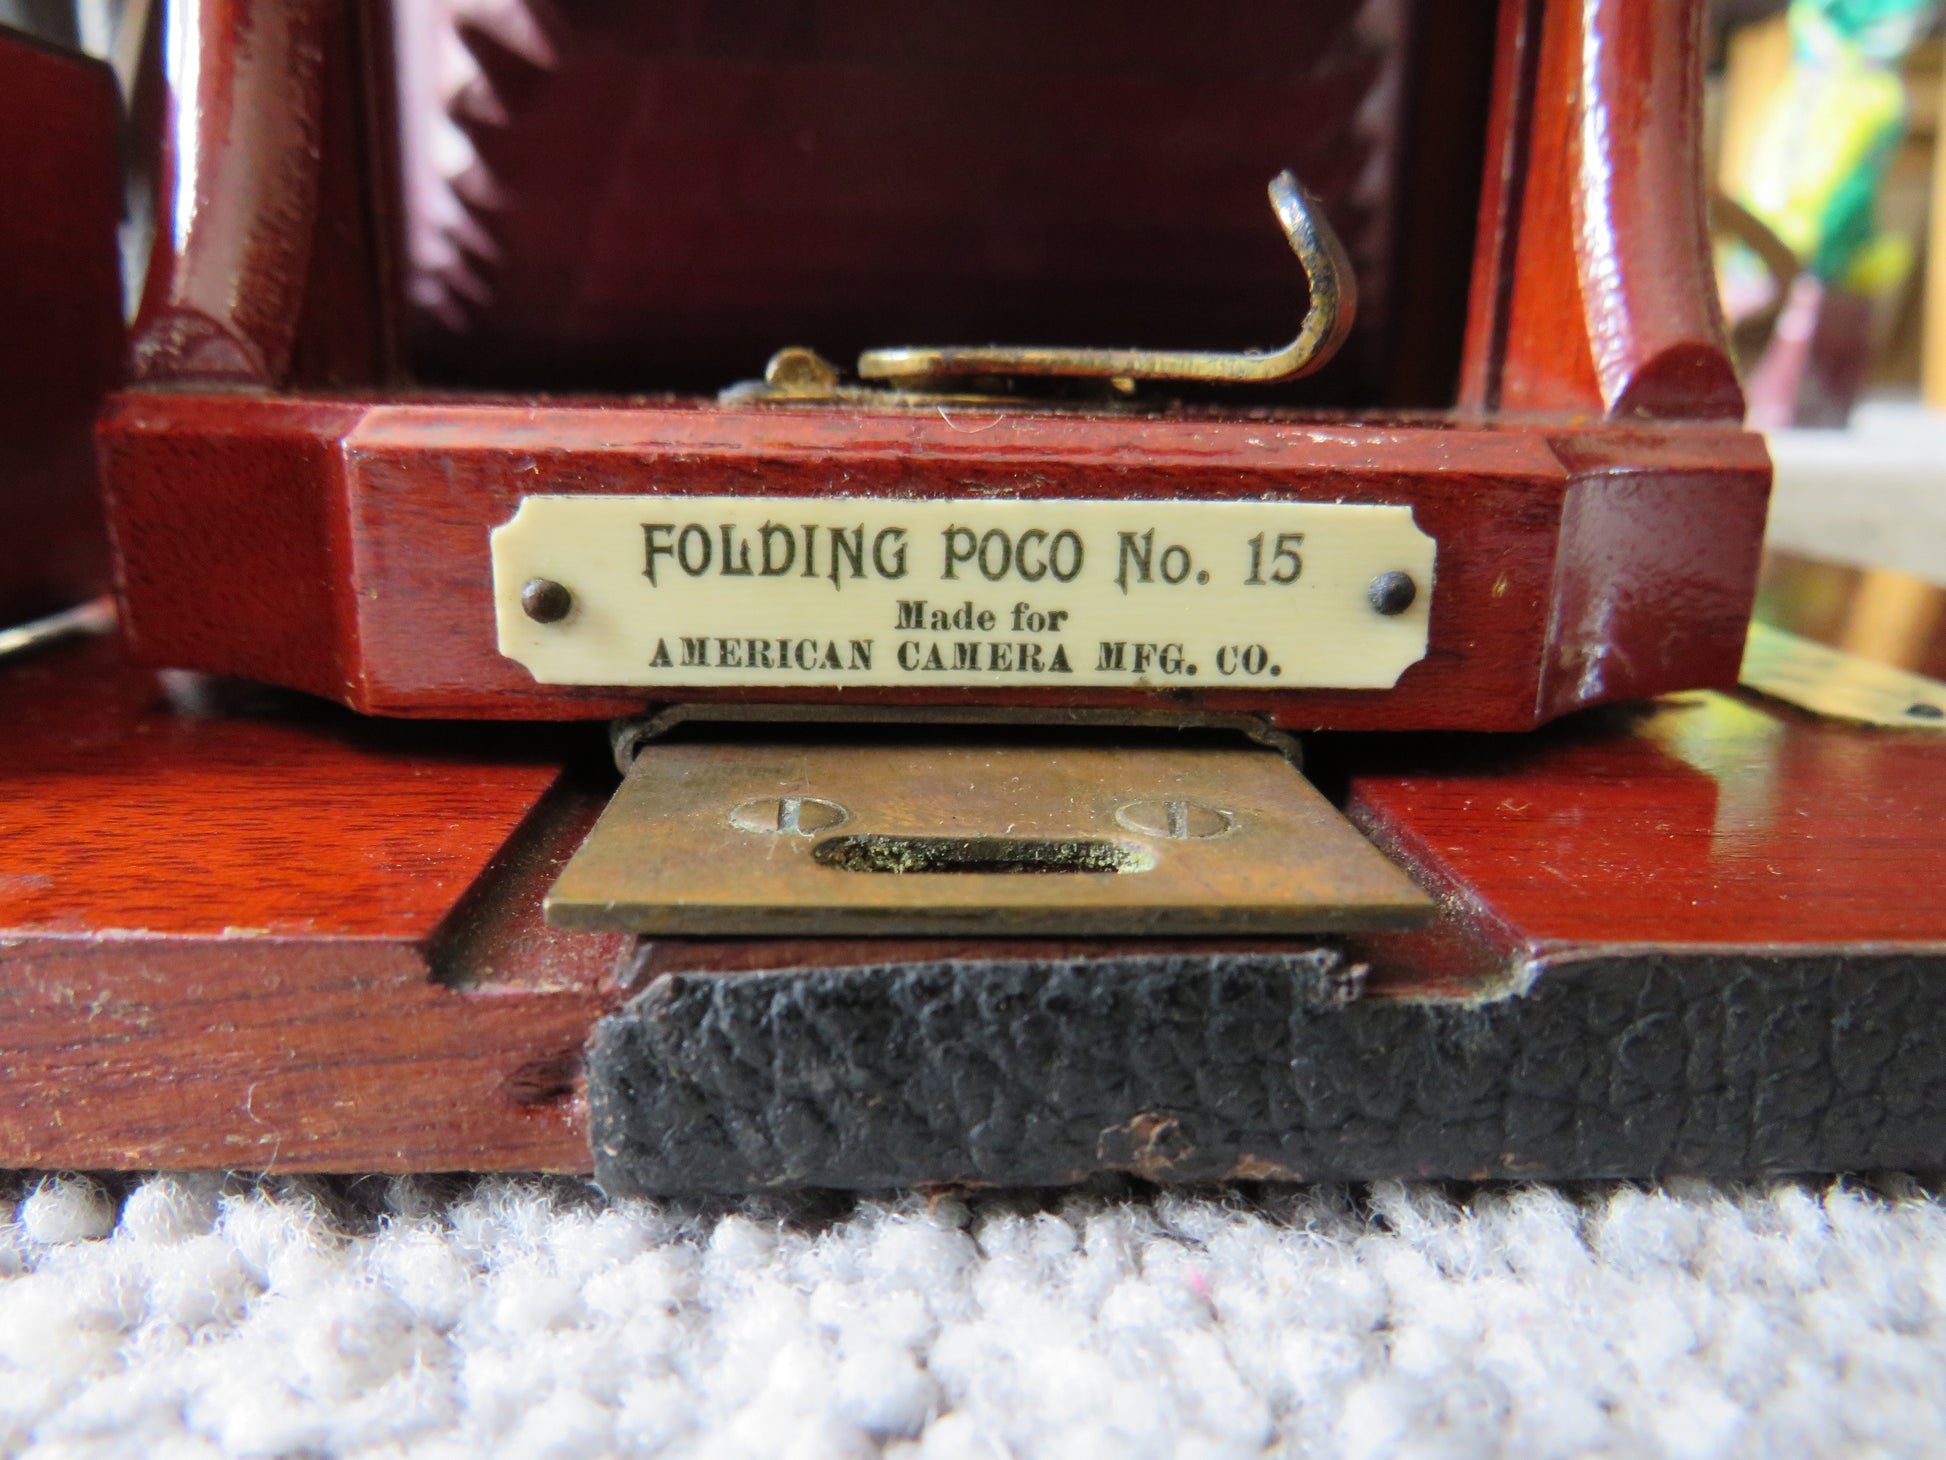 FOLDING POCO No. 15
Made for
AMERICAN CAMERA MFG. CO.